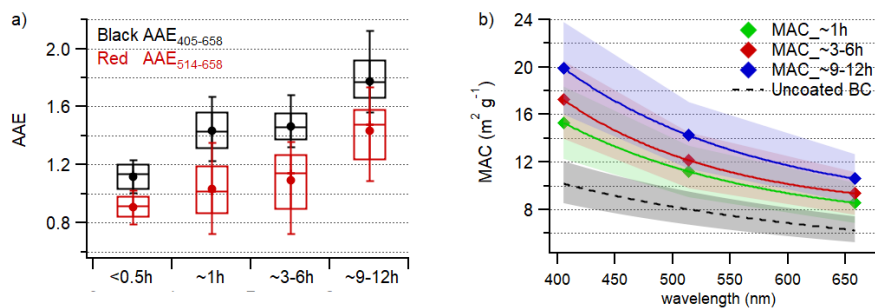 a)
Black AAE405-658
Red AAE514-658
2.0
1.6
1.2
0.8
AAE
<0.5h
~1h
~3-6h
~9-12h
b)
MAC_~1h
MAC_~3-6h
MAC_~9-12h
Uncoated BC
24
20
16
12
8
MAC (m² g⁻¹)
400
450
500
550
600
650
wavelength (nm)